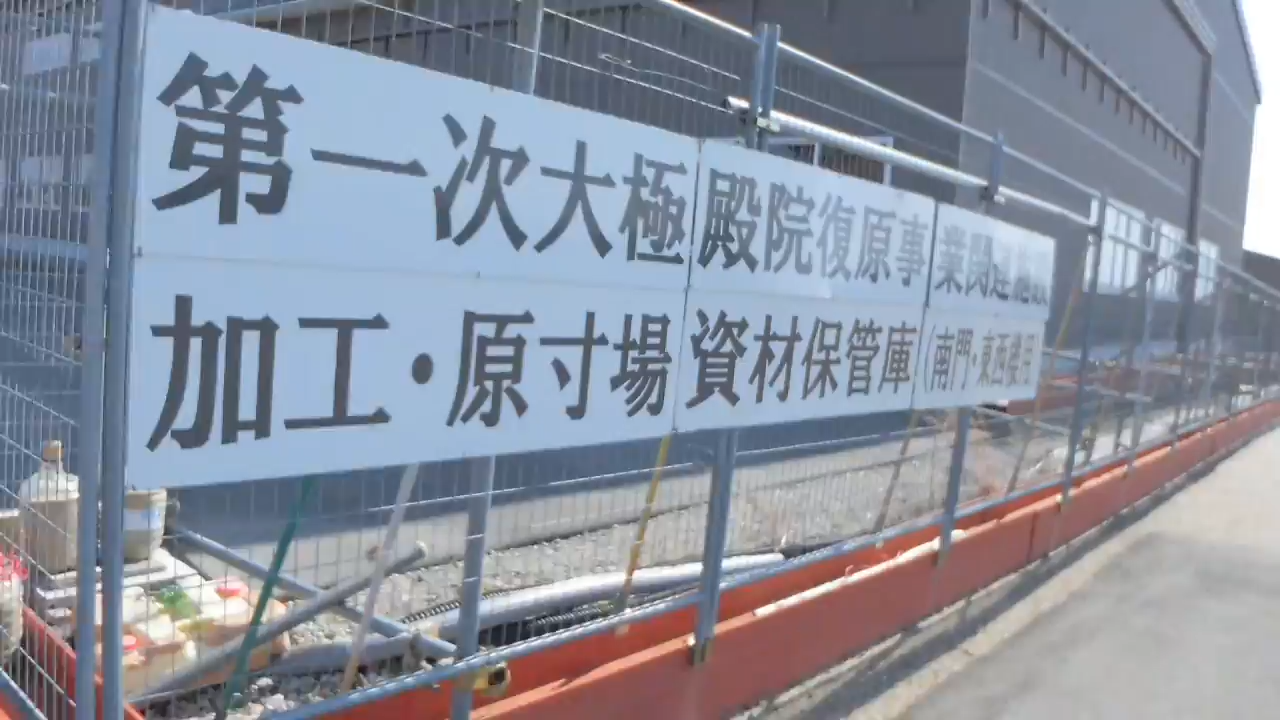 第一次大極殿院復原事業関連施設
加工・原寸場 資材保管庫(南門・東西楼用